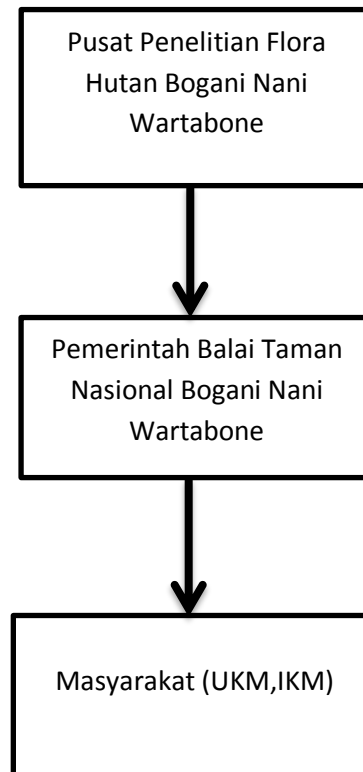 Pusat Penelitian Flora
Hutan Bogani Nani
Wartabone
Pemerintah Balai Taman
Nasional Bogani Nani
Wartabone
Masyarakat (UKM,IKM)